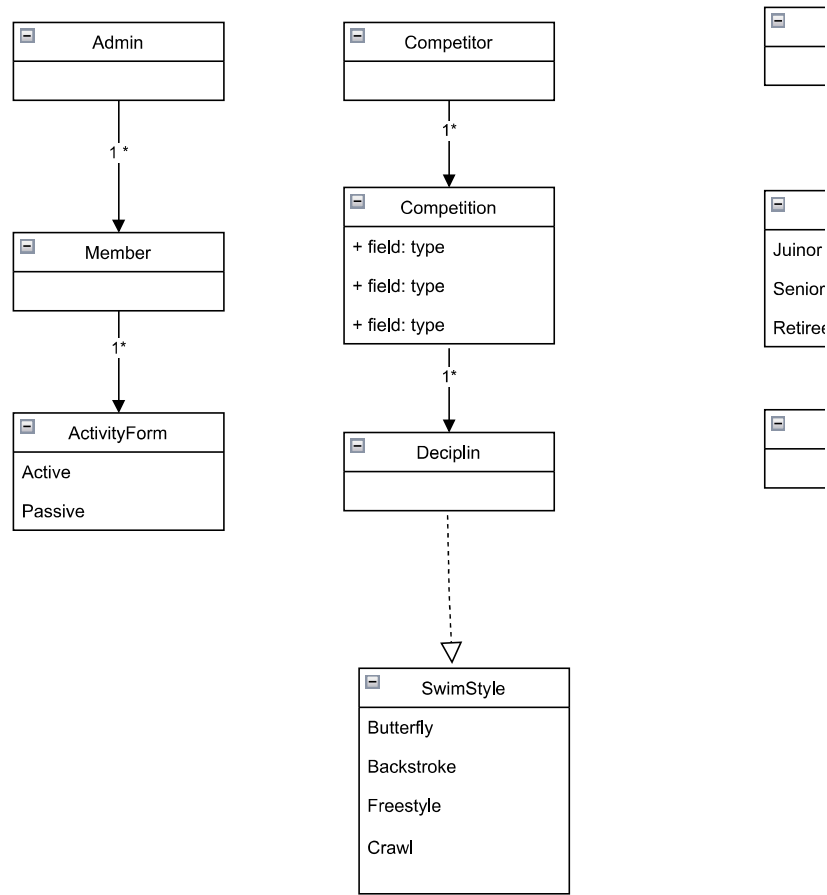 Admin
1 *
Member
1*
ActivityForm
Active
Passive
Competitor
1*
Competition
+ field: type
+ field: type
+ field: type
1*
Deciplin
SwimStyle
Butterfly
Backstroke
Freestyle
Crawl
Juinor
Senior